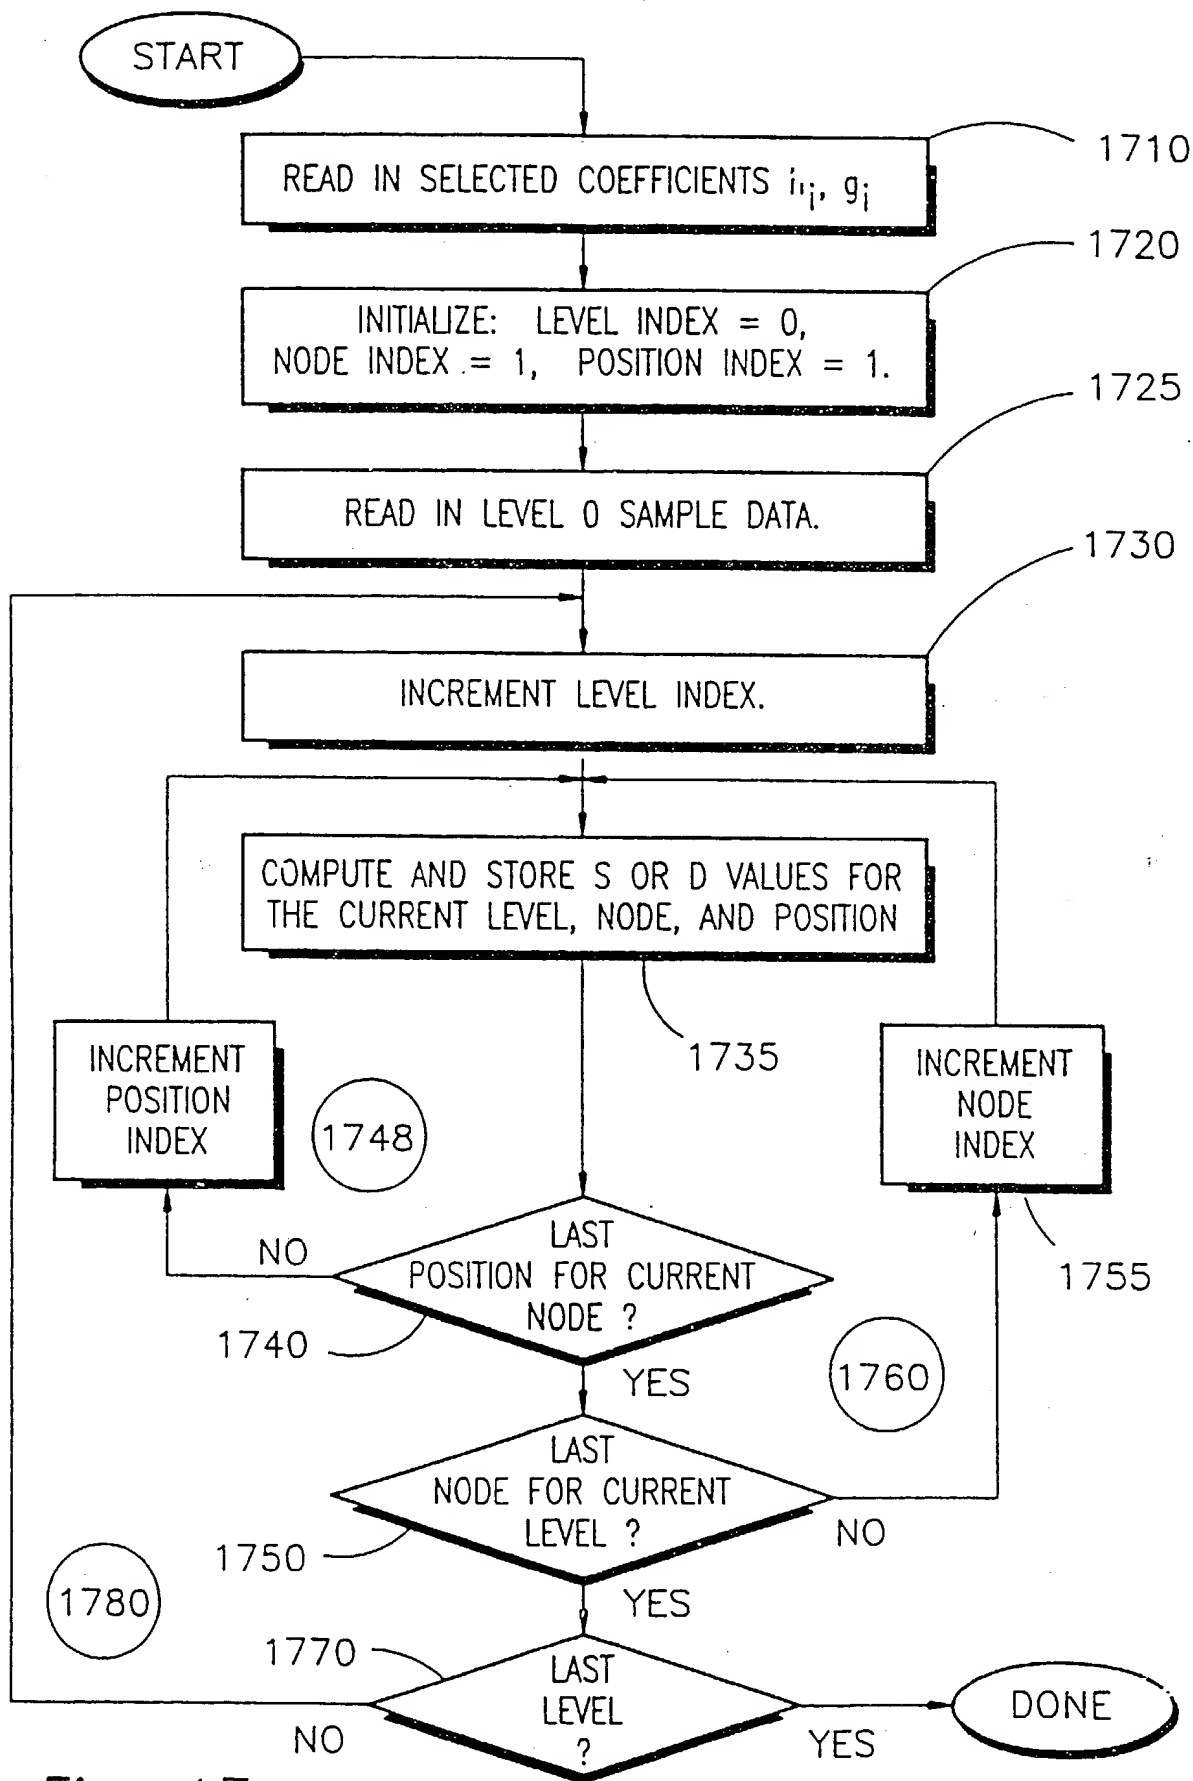 START
READ IN SELECTED COEFFICIENTS gᵢ
1710
INITIALIZE: LEVEL INDEX = 0,
NODE INDEX = 1, POSITION INDEX = 1.
1720
READ IN LEVEL 0 SAMPLE DATA.
1725
INCREMENT LEVEL INDEX.
1730
COMPUTE AND STORE S OR D VALUES FOR
THE CURRENT LEVEL, NODE, AND POSITION
1735
INCREMENT
POSITION
INDEX
1748
INCREMENT
NODE
INDEX
1755
LAST
POSITION FOR CURRENT
NODE ?
NO
1740
YES
1760
LAST
NODE FOR CURRENT
LEVEL ?
NO
1750
YES
1780
1770
LAST
LEVEL
?
NO
YES
DONE